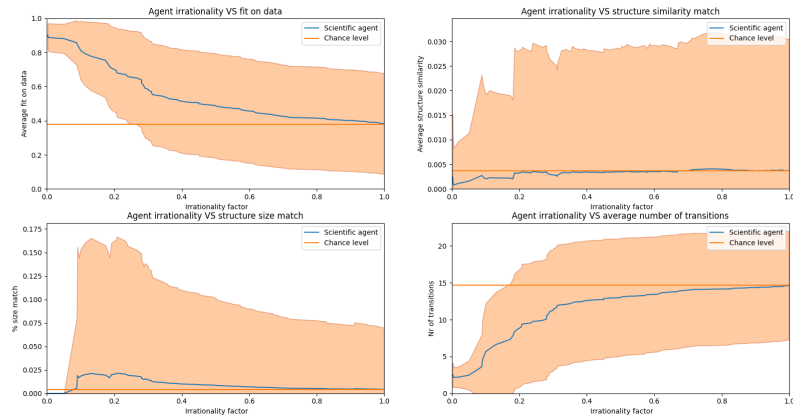 Agent irrationality VS fit on data
Average fit on data
1.0
0.8
0.6
0.4
0.2
0.0
Scientific agent
Chance level
0.0 0.2 0.4 0.6 0.8 1.0
Irrationality factor
Agent irrationality VS structure similarity match
Average structure similarity
0.030
0.025
0.020
0.015
0.010
0.005
0.000
Scientific agent
Chance level
0.0 0.2 0.4 0.6 0.8 1.0
Irrationality factor
Agent irrationality VS structure size match
% size match
0.175
0.150
0.125
0.100
0.075
0.050
0.025
0.000
Scientific agent
Chance level
0.0 0.2 0.4 0.6 0.8 1.0
Irrationality factor
Agent irrationality VS average number of transitions
Nr of transitions
20
15
10
5
0
Scientific agent
Chance level
0.0 0.2 0.4 0.6 0.8 1.0
Irrationality factor